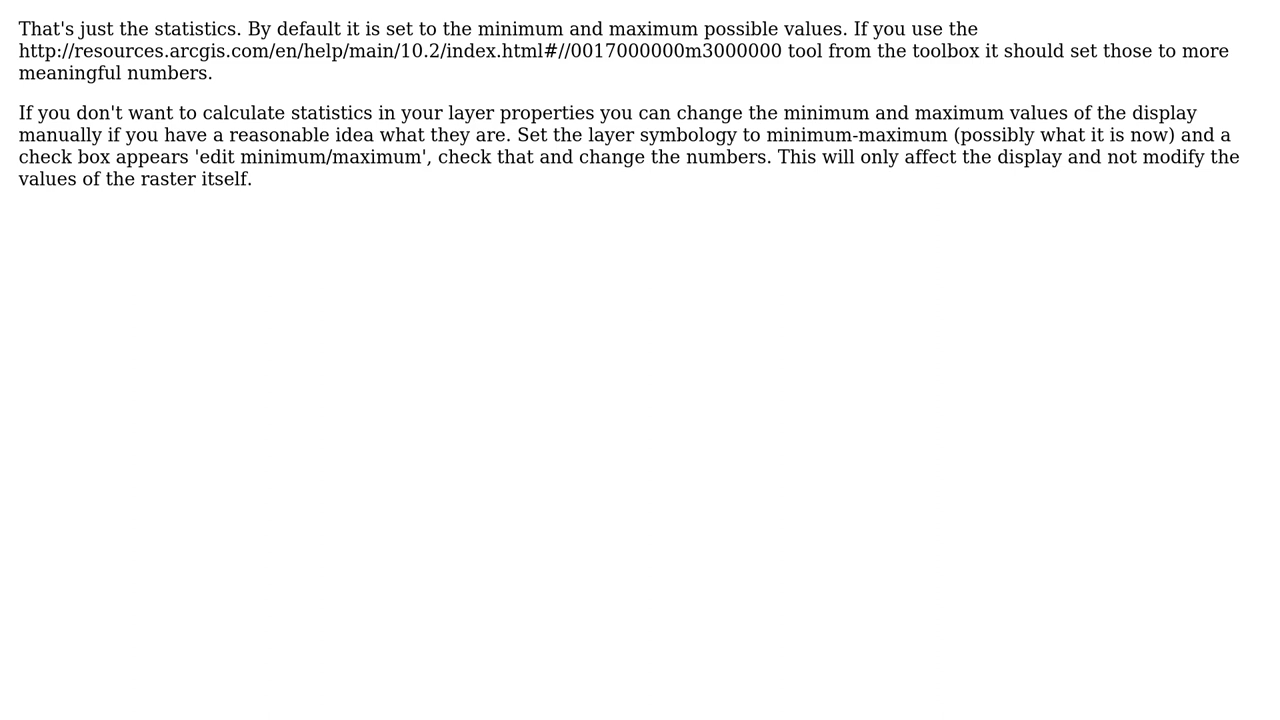 That's just the statistics. By default it is set to the minimum and maximum possible values. If you use the
http://resources.arcgis.com/en/help/main/10.2/index.html#//0017000000m3000000 tool from the toolbox it should set those to more
meaningful numbers.
If you don't want to calculate statistics in your layer properties you can change the minimum and maximum values of the display
manually if you have a reasonable idea what they are. Set the layer symbology to minimum-maximum (possibly what it is now) and a
check box appears 'edit minimum/maximum', check that and change the numbers. This will only affect the display and not modify the
values of the raster itself.